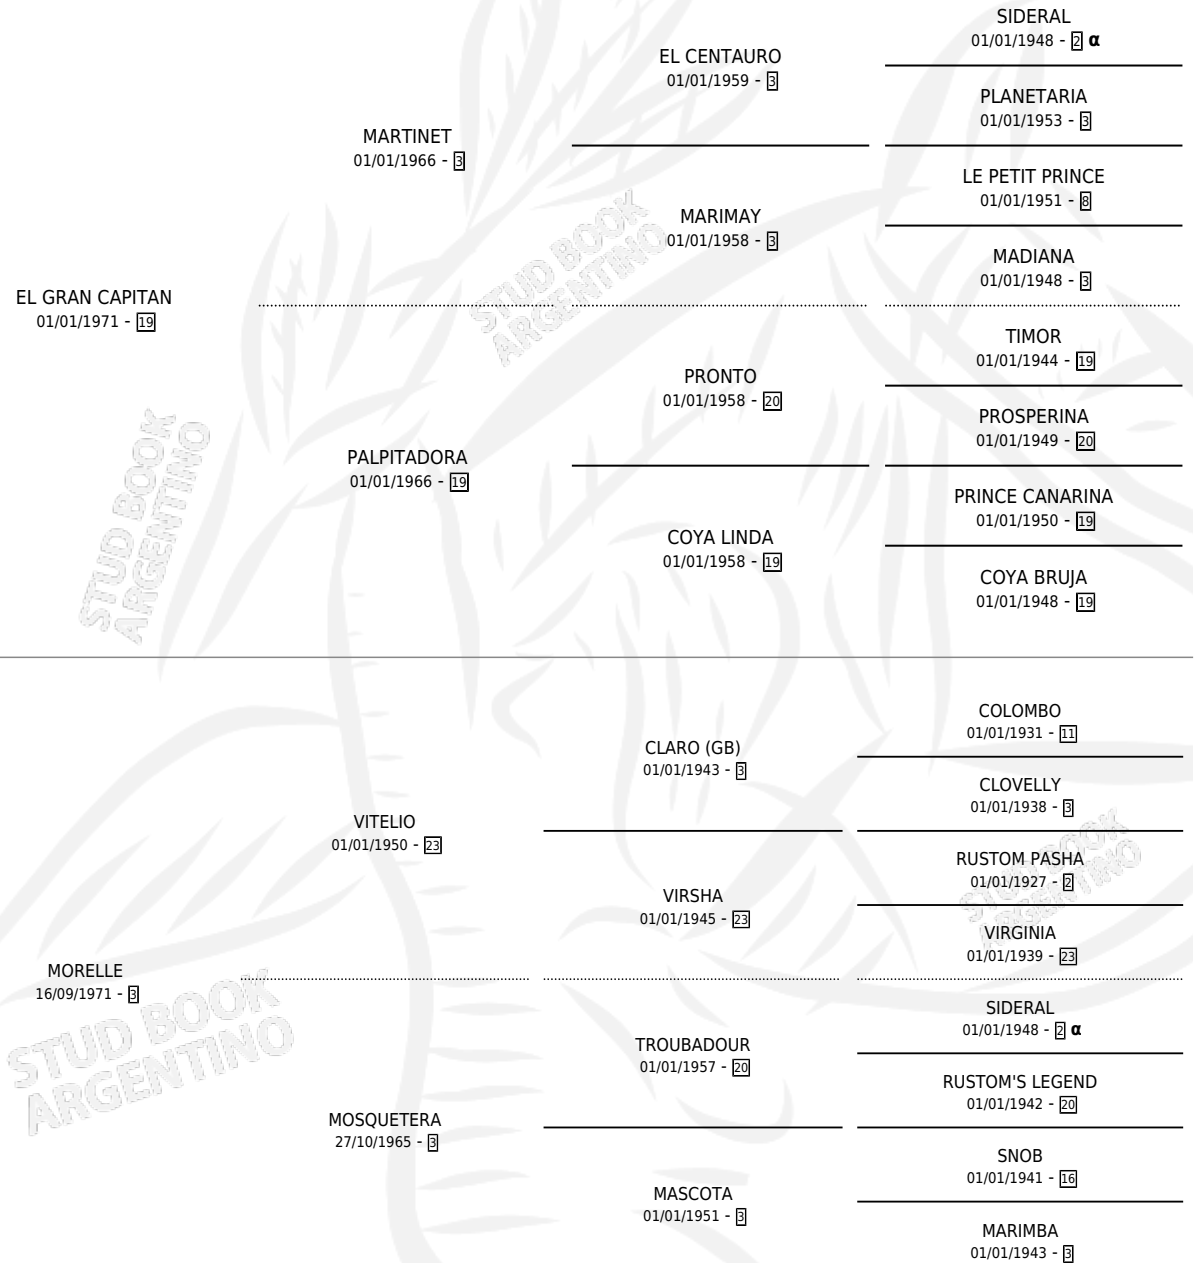 SIDERAL
01/01/1948 - 2 α
EL CENTAURO
01/01/1959 - 3
PLANETARIA
01/01/1953 - 3
MARTINET
01/01/1966 - 3
LE PETIT PRINCE
01/01/1951 - 8
MARIMAY
01/01/1958 - 3
MADIANA
01/01/1948 - 3
EL GRAN CAPITAN
01/01/1971 - 19
TIMOR
01/01/1944 - 19
PRONTO
01/01/1958 - 20
PROSPERINA
01/01/1949 - 20
PALPITADORA
01/01/1966 - 19
PRINCE CANARINA
01/01/1950 - 19
COYA LINDA
01/01/1958 - 19
COYA BRUJA
01/01/1948 - 19
COLOMBO
01/01/1931 - 11
CLARO (GB)
01/01/1943 - 3
CLOVELLY
01/01/1938 - 3
VITELIO
01/01/1950 - 23
RUSTOM PASHA
01/01/1927 - 2
VIRSHA
01/01/1945 - 23
VIRGINIA
01/01/1939 - 23
MORELLE
16/09/1971 - 3
SIDERAL
01/01/1948 - 2 α
TROUBADOUR
01/01/1957 - 20
RUSTOM'S LEGEND
01/01/1942 - 20
MOSQUETERA
27/10/1965 - 3
SNOB
01/01/1941 - 16
MASCOTA
01/01/1951 - 3
MARIMBA
01/01/1943 - 3
STUD BOOK
ARGENTINO
STUD BOOK
ARGENTINO
STUD BOOK
ARGENTINO
STUD BOOK
ARGENTINO